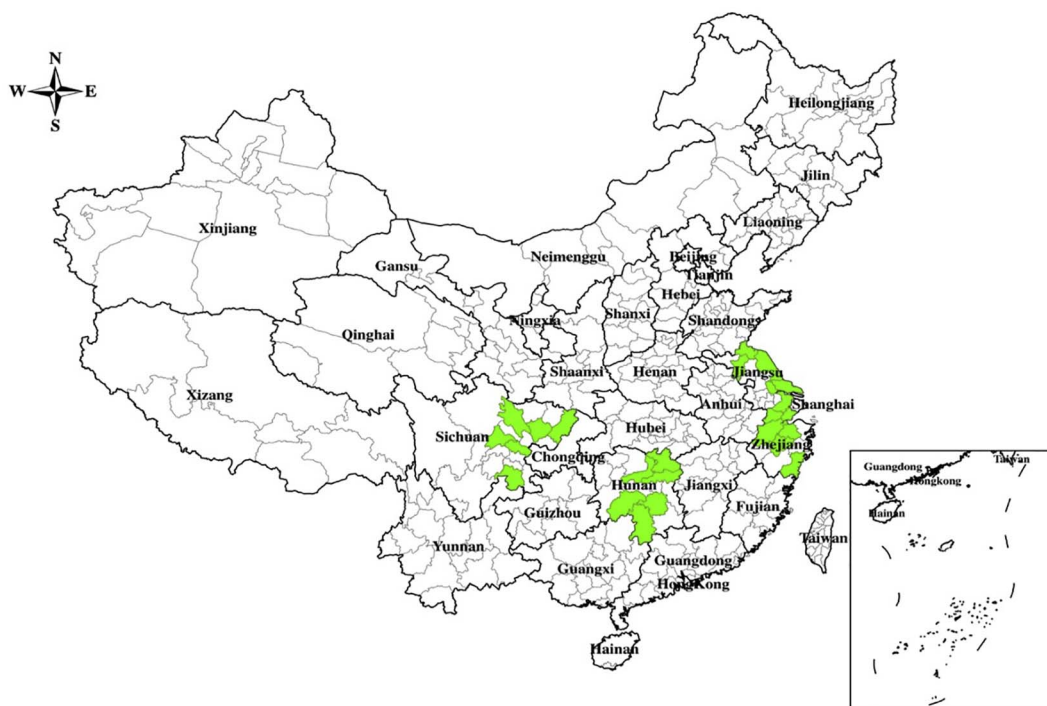 N
W E
S
Heilongjiang
Jilin
Liaoning
Xinjiang
Neimenggu
Beijing
Gansu
Tianjin
Hebei
Shanxi
Ningxia
Shandong
Qinghai
Shaanxi
Henan
Jiangsu
Xizang
Anhui
Shanghai
Sichuan
Hubei
Zhejiang
Chongqing
Hunan
Jiangxi
Guizhou
Fujian
Yunnan
Taiwan
Guangxi
Guangdong
HongKong
Hainan
Taiwan
Guangdong
Hongkong
Hainan